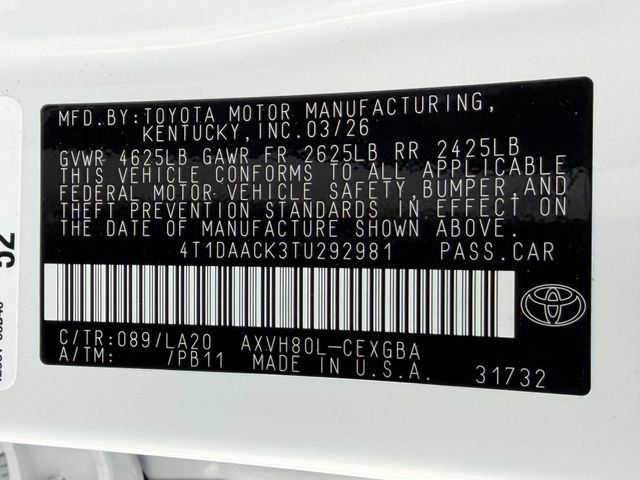 MFD.BY:TOYOTA MOTOR MANUFACTURING,
KENTUCKY,INC.03/26
GVWR 4625LB GAWR FR 2625LB RR 2425LB
THIS VEHICLE CONFORMS TO ALL APPLICABLE
FEDERAL MOTOR VEHICLE SAFETY,BUMPER AND
THEFT PREVENTION STANDARDS IN EFFECT ON
THE DATE OF MANUFACTURE SHOWN ABOVE.
4T1DAACK3TU292981 PASS.CAR
C/TR:089/LA20 AXVH80L-CEXGBA
A/TM: /PB11 MADE IN U.S.A. 31732
52